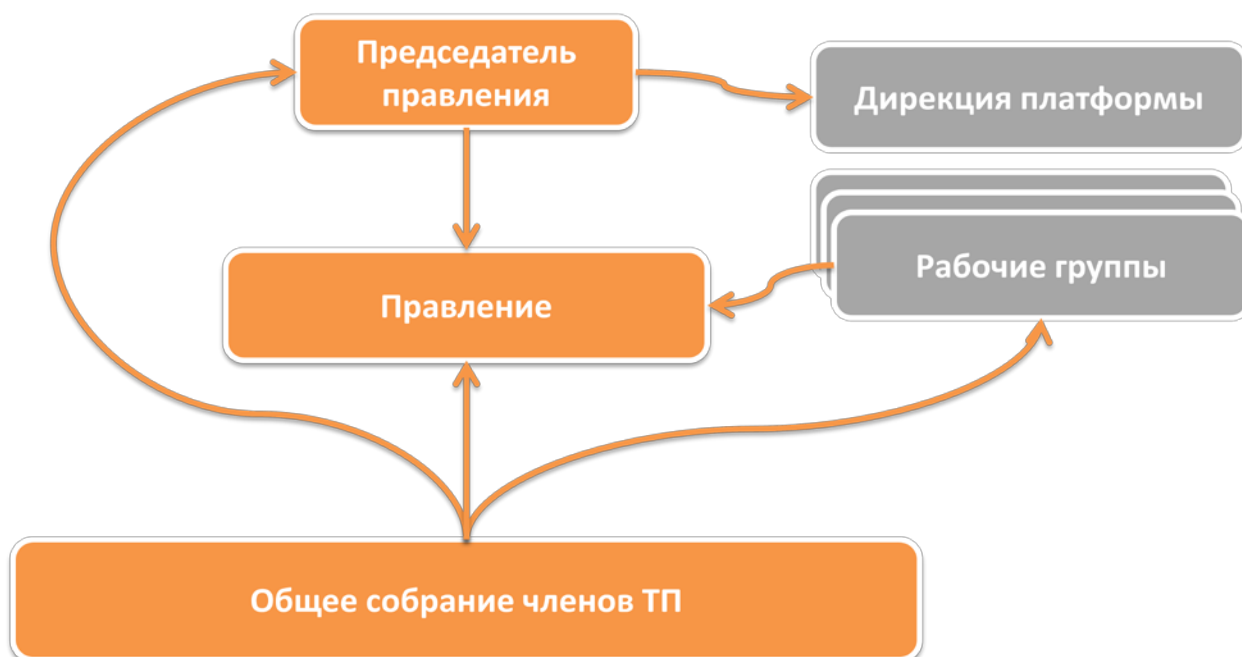 Председатель
правления
Дирекция платформы
Рабочие группы
Правление
Общее собрание членов ТП